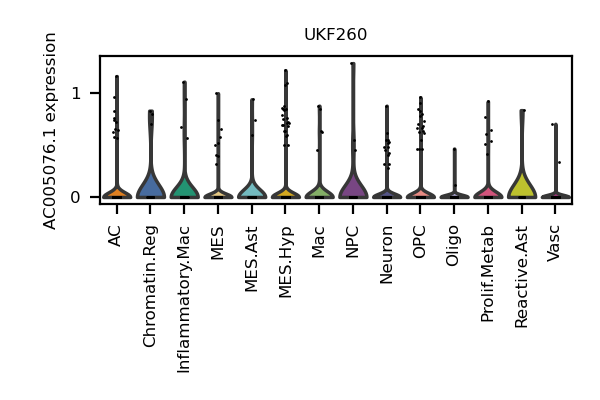 UKF260
AC005076.1 expression
1
0
AC
Chromatin.Reg
Inflammatory.Mac
MES
MES.Ast
MES.Hyp
Mac
NPC
Neuron
OPC
Oligo
Prolif.Metab
Reactive.Ast
Vasc